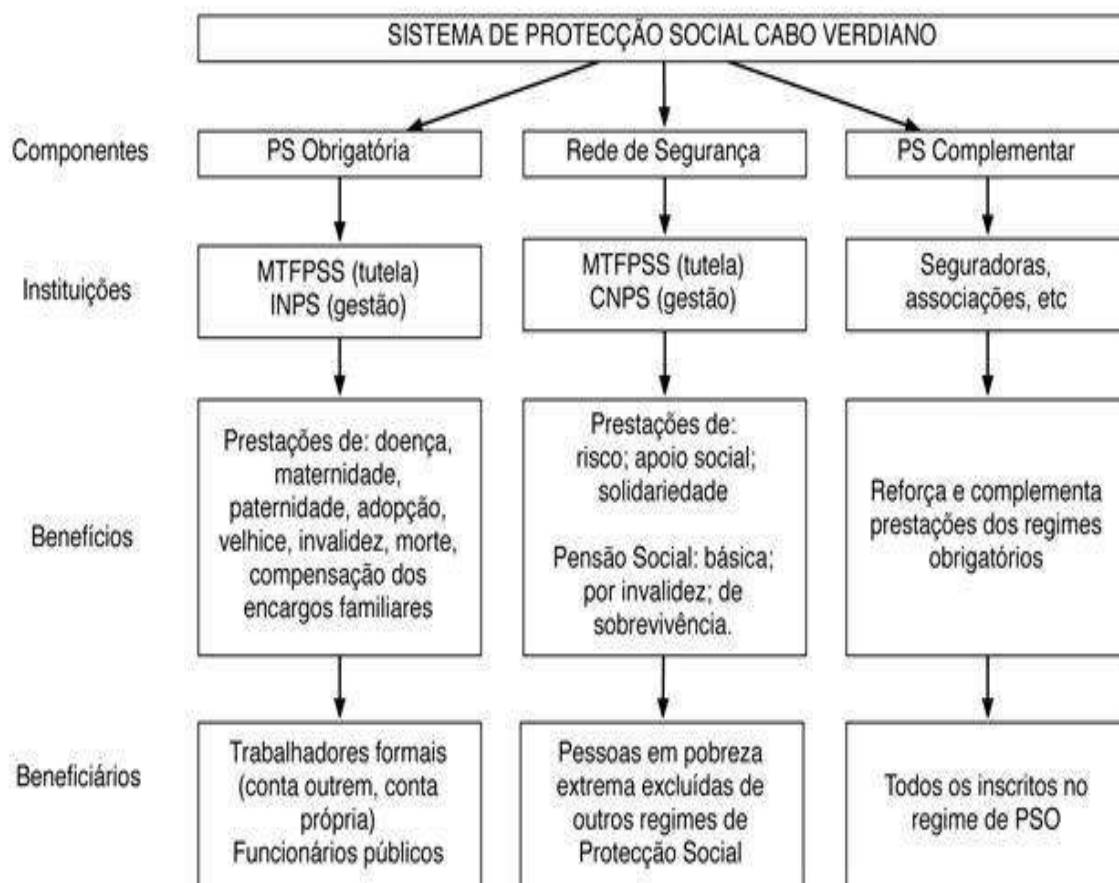 SISTEMA DE PROTECÇÃO SOCIAL CABO VERDIANO
Componentes
PS Obrigatória
Rede de Segurança
PS Complementar
Instituições
MTFPSS (tutela)
INPS (gestão)
MTFPSS (tutela)
CNPS (gestão)
Seguradoras,
associações, etc
Benefícios
Prestações de: doença,
maternidade,
paternidade, adopção,
velhice, invalidez, morte,
compensação dos
encargos familiares
Prestações de:
risco; apoio social;
solidariedade
Pensão Social: básica;
por invalidez; de
sobrevivência.
Reforça e complementa
prestações dos regimes
obrigatórios
Beneficiários
Trabalhadores formais
(conta outrem, conta
própria)
Funcionários públicos
Pessoas em pobreza
extrema excluídas de
outros regimes de
Protecção Social
Todos os inscritos no
regime de PSO